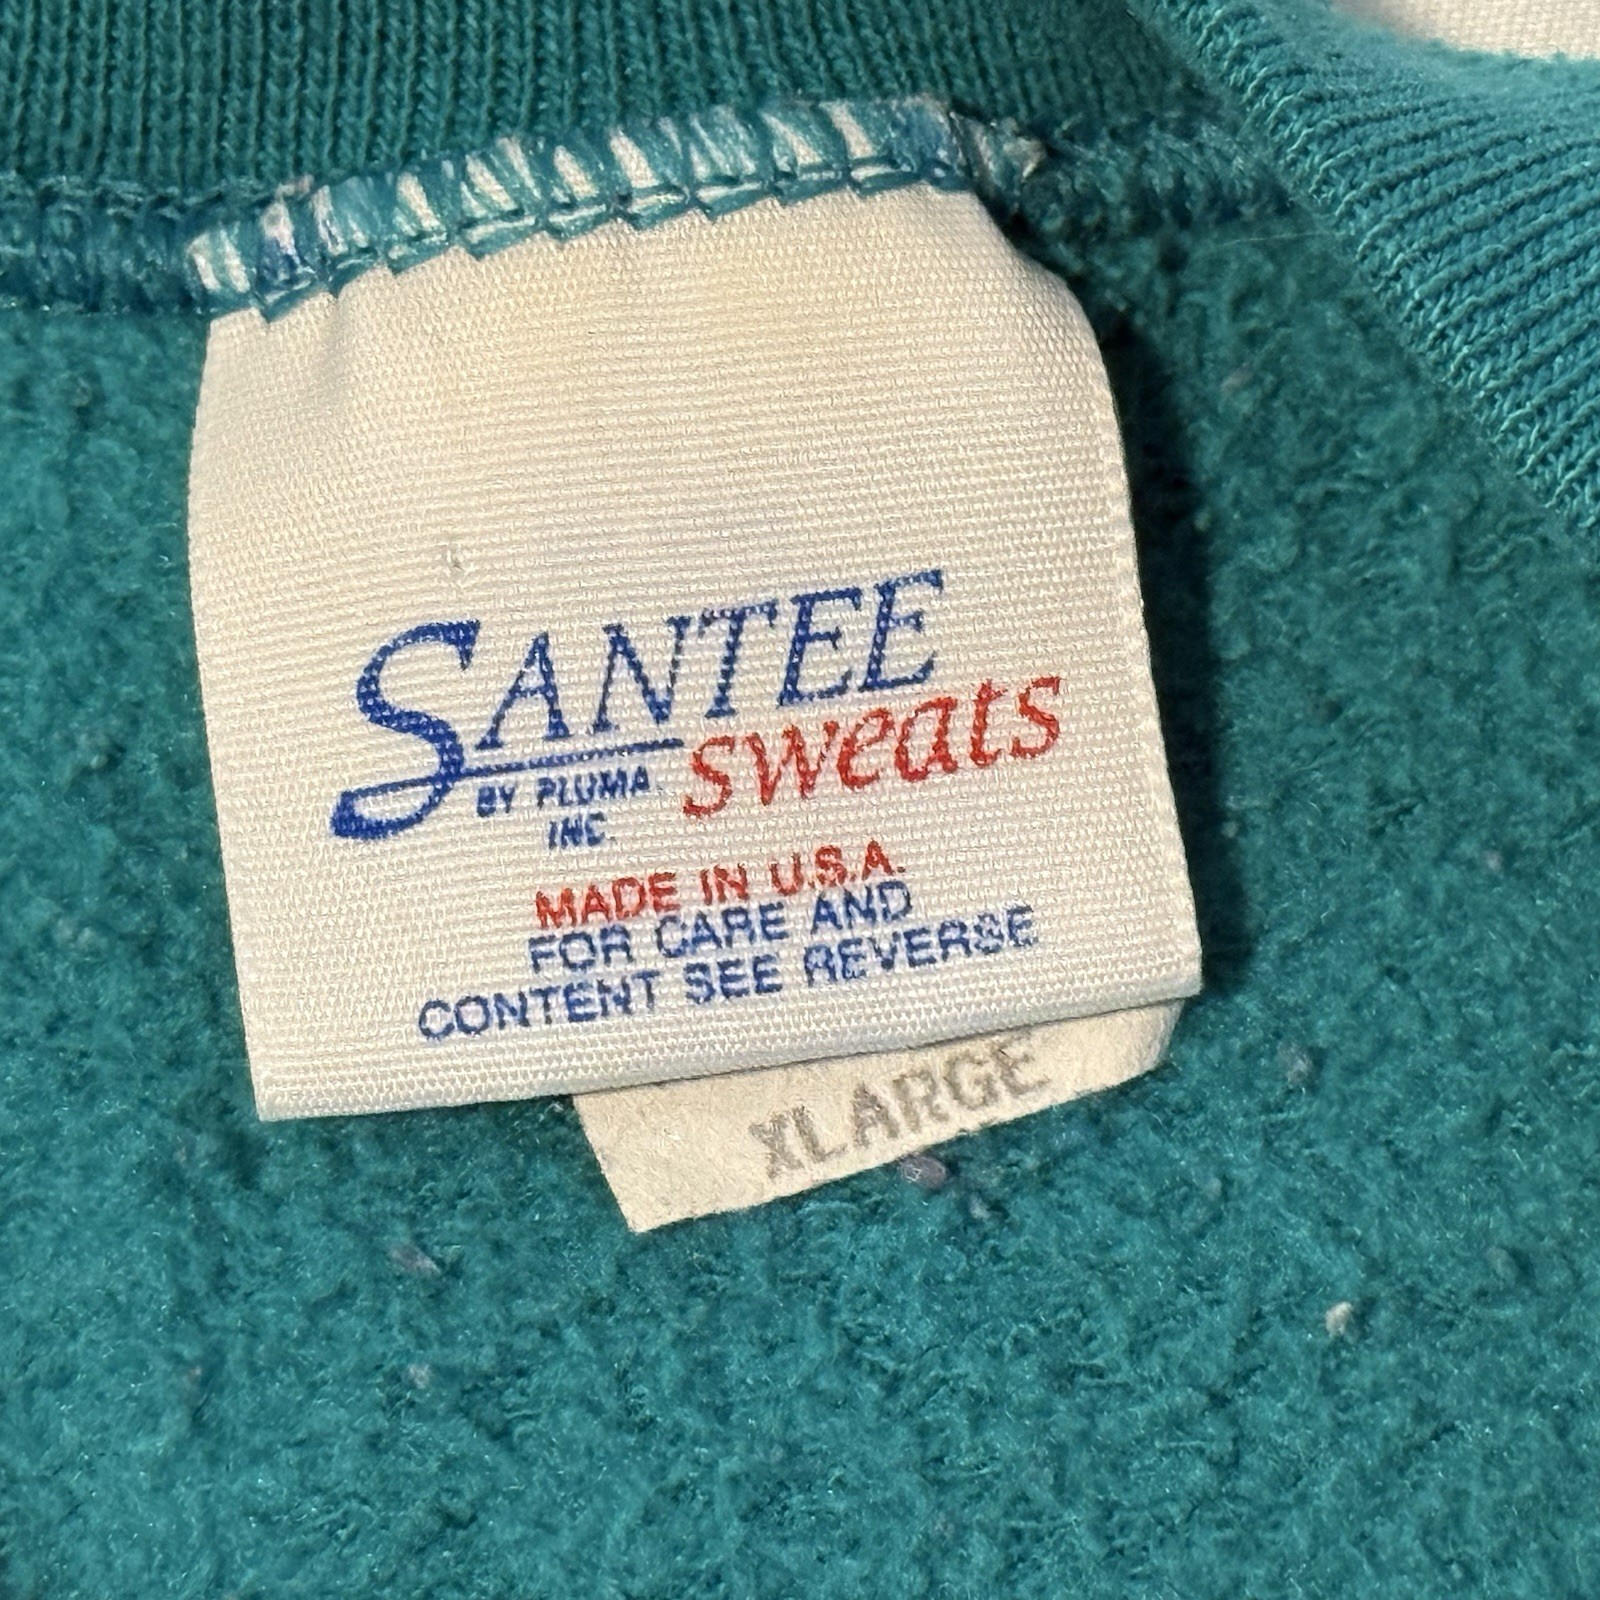 SANTEE
sweats
BY PLUMA
INC
MADE IN U.S.A.
FOR CARE AND
CONTENT SEE REVERSE
XLARGE